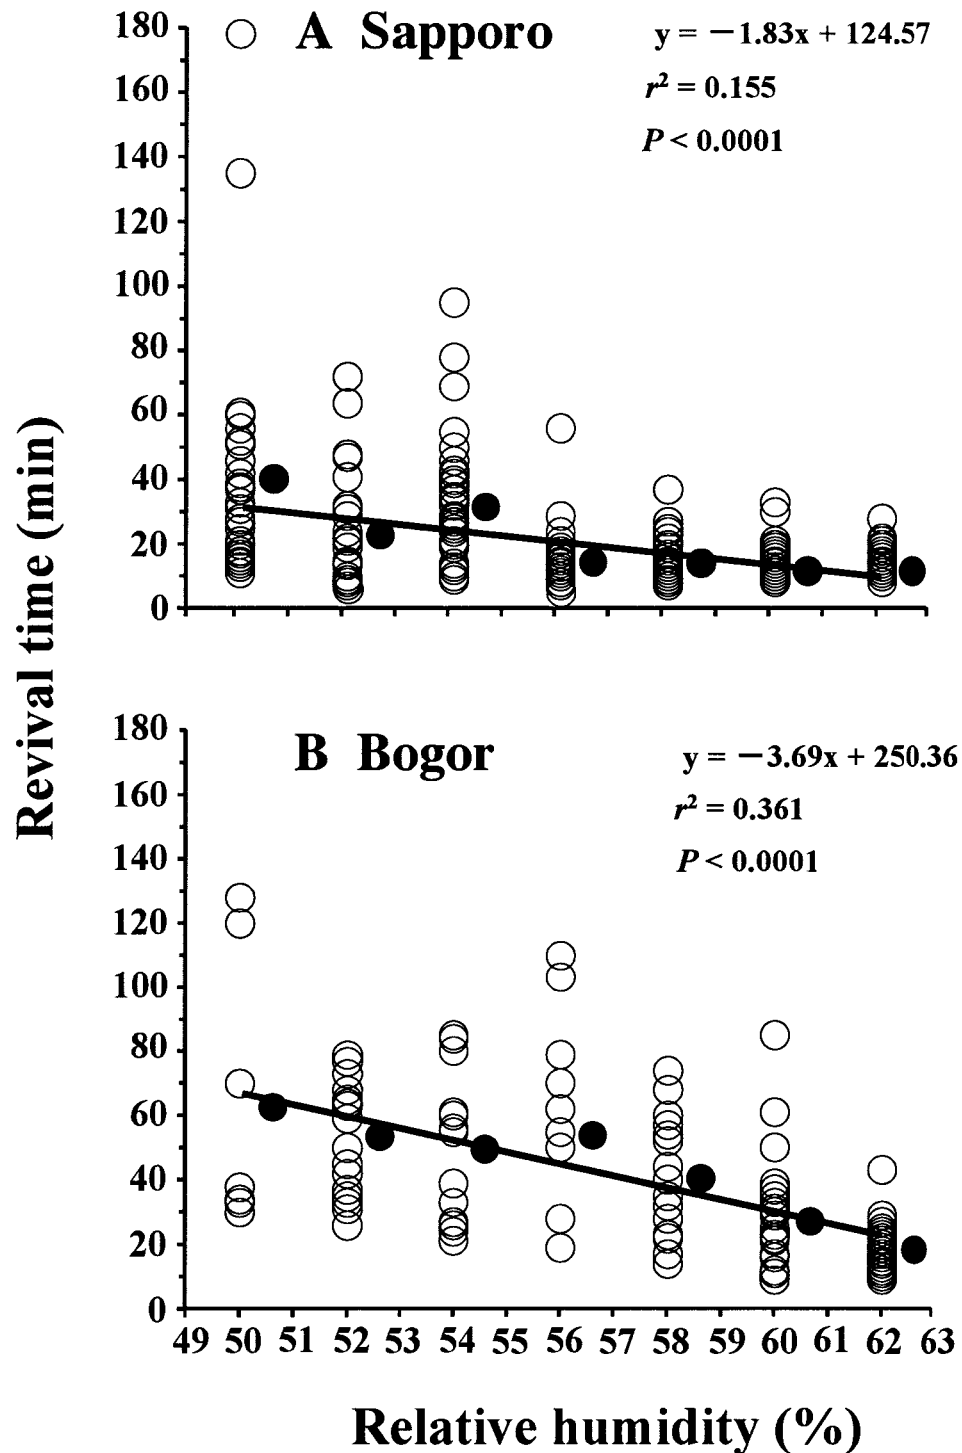 A Sapporo
y = −1.83x + 124.57
r² = 0.155
P < 0.0001
180
160
140
120
100
80
60
40
20
0
Revival time (min)
B Bogor
y = −3.69x + 250.36
r² = 0.361
P < 0.0001
180
160
140
120
100
80
60
40
20
0
49 50 51 52 53 54 55 56 57 58 59 60 61 62 63
Relative humidity (%)